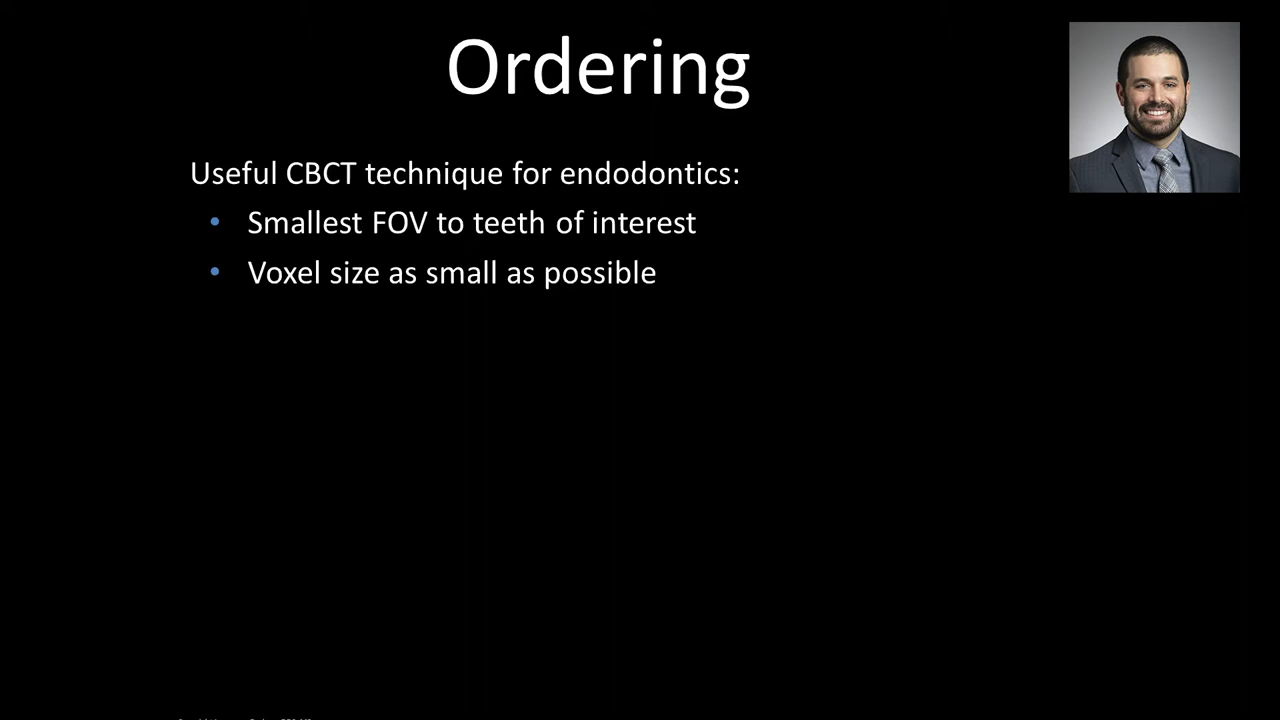 Ordering
Useful CBCT technique for endodontics:
• Smallest FOV to teeth of interest
• Voxel size as small as possible